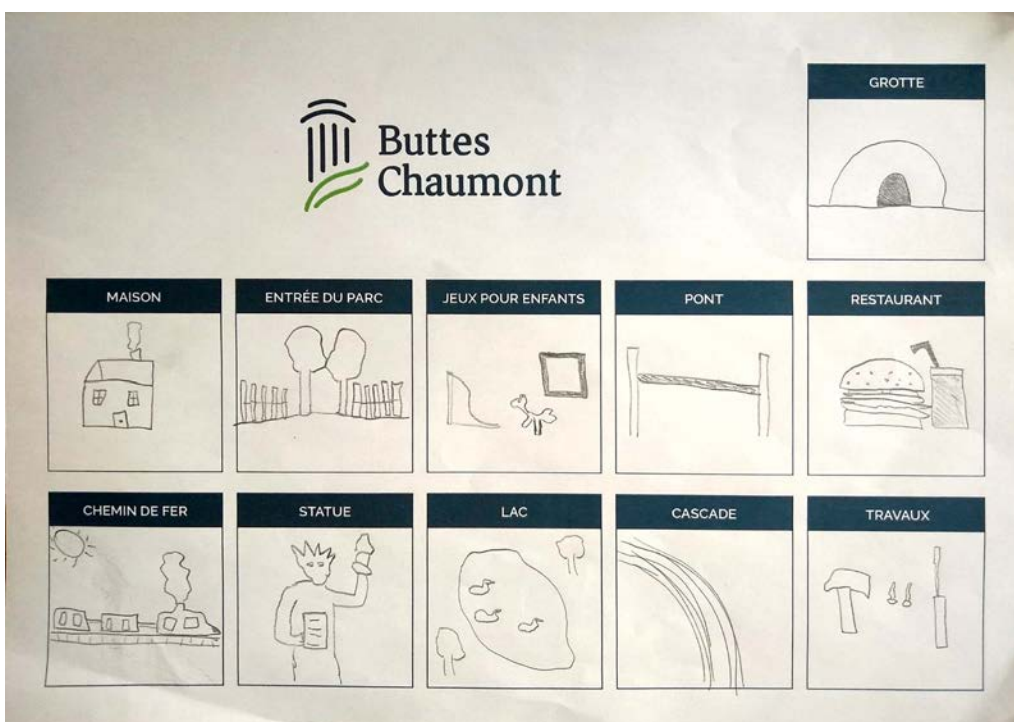 GROTTE
Buttes
Chaumont
MAISON
ENTRÉE DU PARC
JEUX POUR ENFANTS
PONT
RESTAURANT
CHEMIN DE FER
STATUE
LAC
CASCADE
TRAVAUX